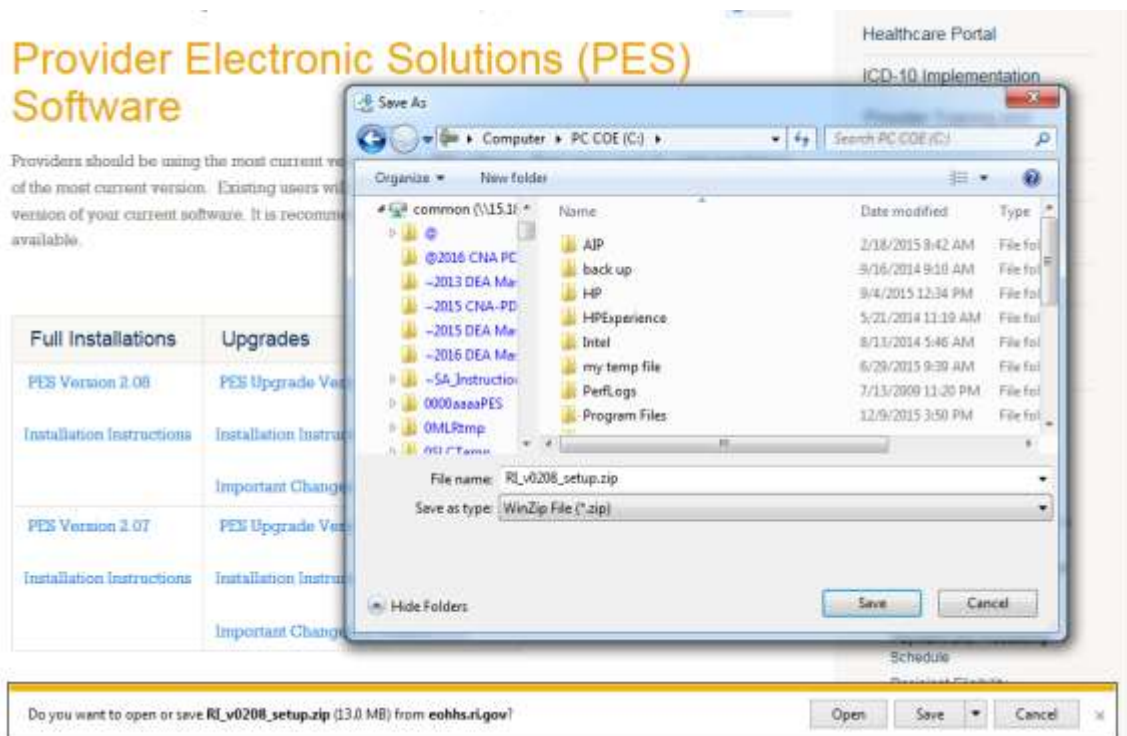 Healthcare Portal
Provider Electronic Solutions (PES)
Software
ICD-10 Implementation
Providers should be using the most current
of the most current version. Existing users
version of your current software. It is
available.
Full Installations Upgrades
PES Version 2.08 PES Upgrade
Installation Instructions Installation
Important
PES Version 2.07 PES Upgrade
Installation Instructions Installation
Important
Save As
Computer PC COE (C:)
Search PC COE (C:)
Organize New folder
common (\\15.1
Name Date modified Type
@
@2016 CNA PC
~2013 DEA Ma
~2015 CNA-PD
~2015 DEA Ma
~2016 DEA Ma
~SA_Instruction
0000aaaaPES
0MLRtmp
AIP 2/18/2015 8:42 AM File fol
back up 9/16/2014 9:10 AM File fol
HP 9/4/2015 12:34 PM File fol
HPExperience 5/21/2014 11:19 AM File fol
Intel 8/13/2014 5:46 AM File fol
my temp file 6/29/2015 9:39 AM File fol
PerfLogs 7/13/2009 11:20 PM File fol
Program Files 12/9/2015 3:50 PM File fol
File name: RI_v0208_setup.zip
Save as type: WinZip File (*.zip)
Hide Folders
Save Cancel
Schedule
Do you want to open or save RI_v0208_setup.zip (13.0 MB) from eohhs.ri.gov?
Open Save Cancel